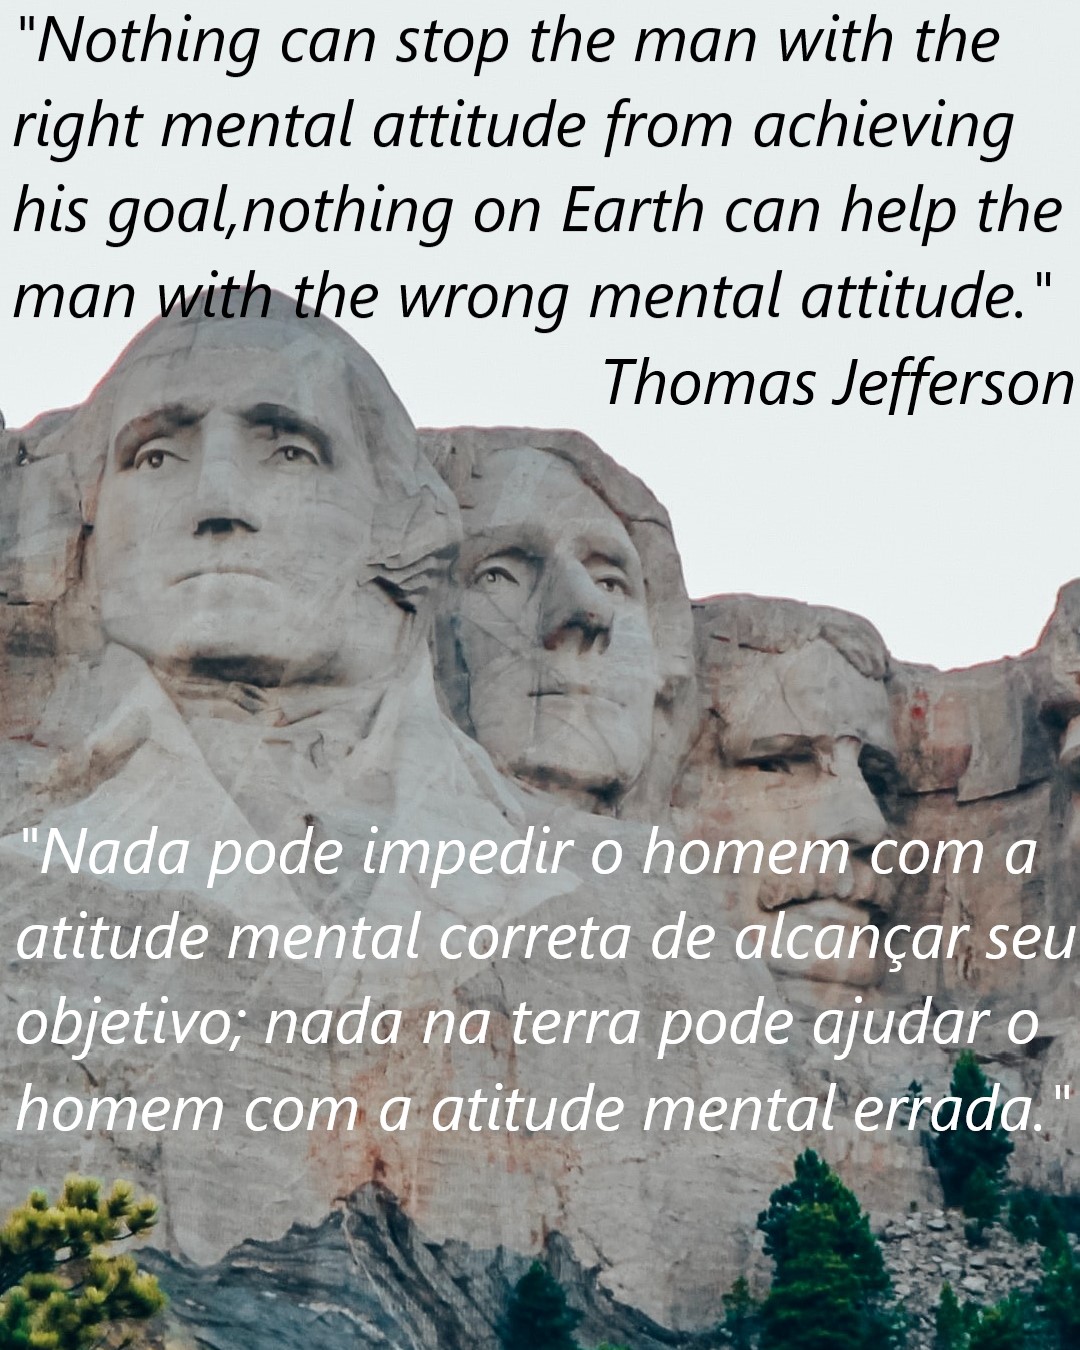 "Nothing can stop the man with the
right mental attitude from achieving
his goal,nothing on Earth can help the
man with the wrong mental attitude."
Thomas Jefferson
"Nada pode impedir o homem com a
atitude mental correta de alcançar seu
objetivo; nada na terra pode ajudar o
homem com a atitude mental errada."